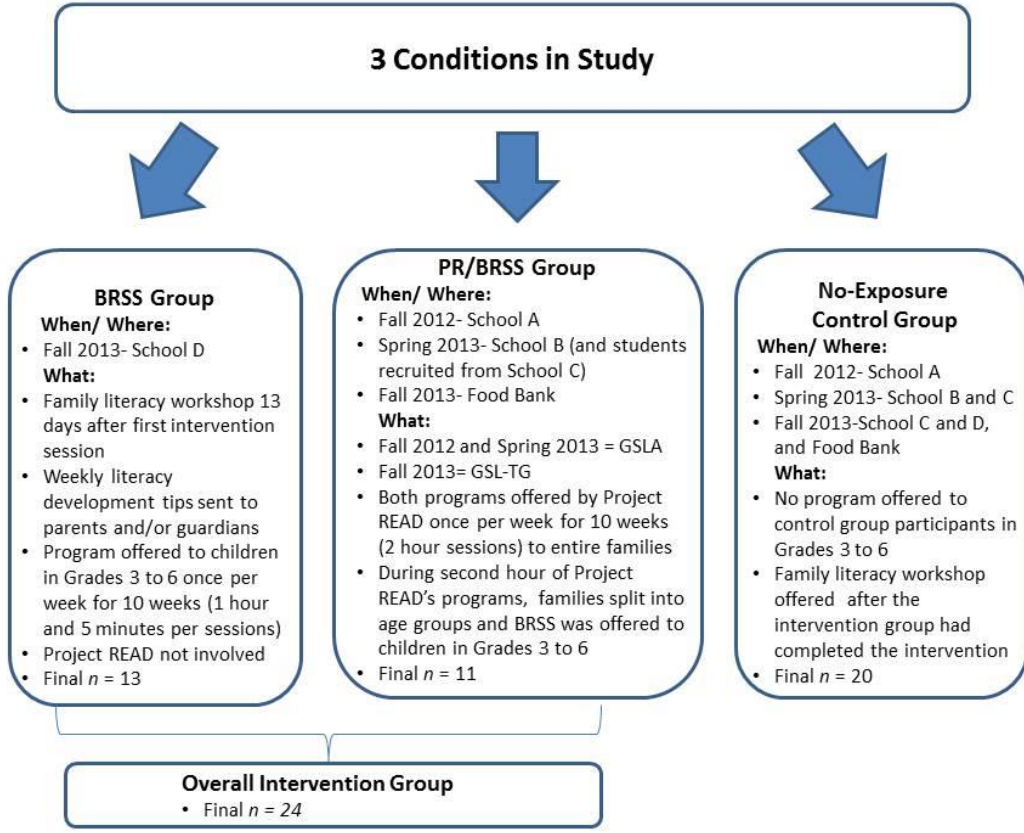 3 Conditions in Study
BRSS Group
When/ Where:
• Fall 2013- School D
What:
• Family literacy workshop 13
days after first intervention
session
• Weekly literacy
development tips sent to
parents and/or guardians
• Program offered to children
in Grades 3 to 6 once per
week for 10 weeks (1 hour
and 5 minutes per sessions)
• Project READ not involved
• Final n = 13
PR/BRSS Group
When/ Where:
• Fall 2012- School A
• Spring 2013- School B (and students
recruited from School C)
• Fall 2013- Food Bank
What:
• Fall 2012 and Spring 2013 = GSLA
• Fall 2013= GSL-TG
• Both programs offered by Project
READ once per week for 10 weeks
(2 hour sessions) to entire families
• During second hour of Project
READ's programs, families split into
age groups and BRSS was offered to
children in Grades 3 to 6
• Final n = 11
No-Exposure
Control Group
When/ Where:
• Fall 2012- School A
• Spring 2013- School B and C
• Fall 2013-School C and D,
and Food Bank
What:
• No program offered to
control group participants in
Grades 3 to 6
• Family literacy workshop
offered after the
intervention group had
completed the intervention
• Final n = 20
Overall Intervention Group
• Final n = 24